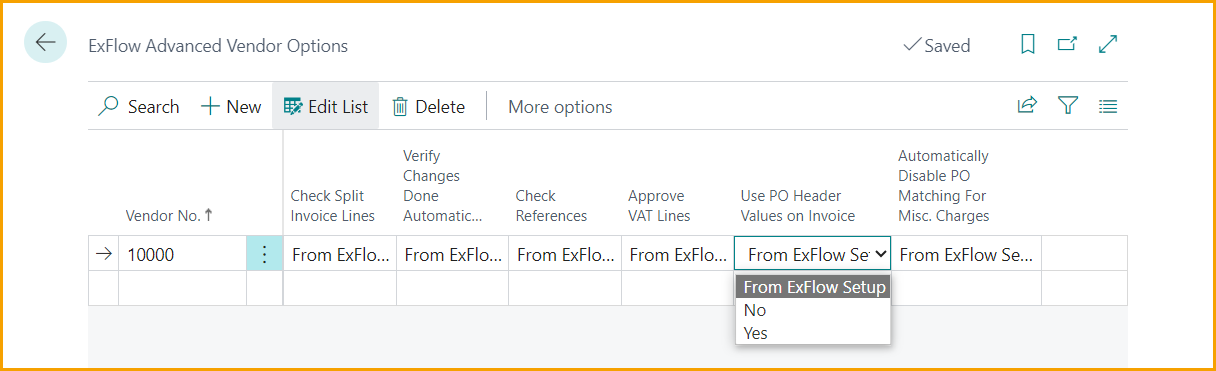 ExFlow Advanced Vendor Options
Saved
Search
New
Edit List
Delete
More options
Vendor No. ↑
Check Split
Invoice Lines
Verify
Changes
Done
Automatic...
Check
References
Approve
VAT Lines
Use PO Header
Values on Invoice
Automatically
Disable PO
Matching For
Misc. Charges
10000
From ExFlo...
From ExFlo...
From ExFlo...
From ExFlo...
From ExFlow Se
From ExFlow Se...
From ExFlow Setup
No
Yes